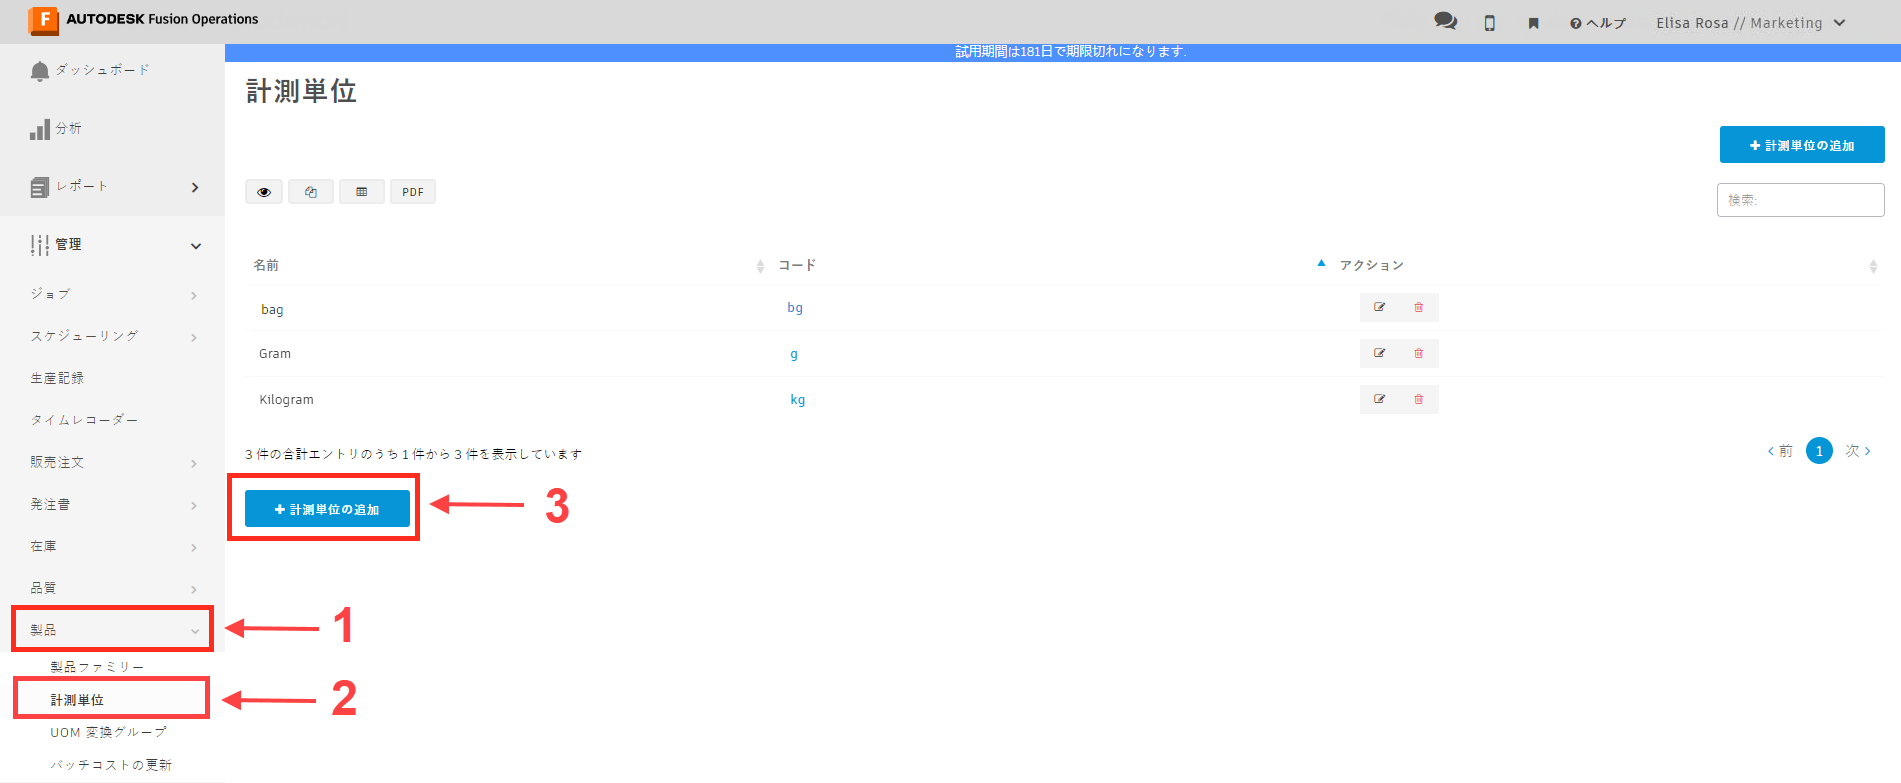 AUTODESK Fusion Operations
ヘルプ
Elisa Rosa // Marketing
試用期間は181日で期限切れになります.
ダッシュボード
分析
レポート
管理
ジョブ
スケジューリング
生産記録
タイムレコーダー
販売注文
発注書
在庫
品質
製品
製品ファミリー
計測単位
UOM 変換グループ
バッチコストの更新
1
2
計測単位
+ 計測単位の追加
PDF
検索:
名前 コード アクション
bag bg
Gram g
Kilogram kg
3 件の合計エントリのうち 1 件から 3 件を表示しています
前 1 次
+ 計測単位の追加
3